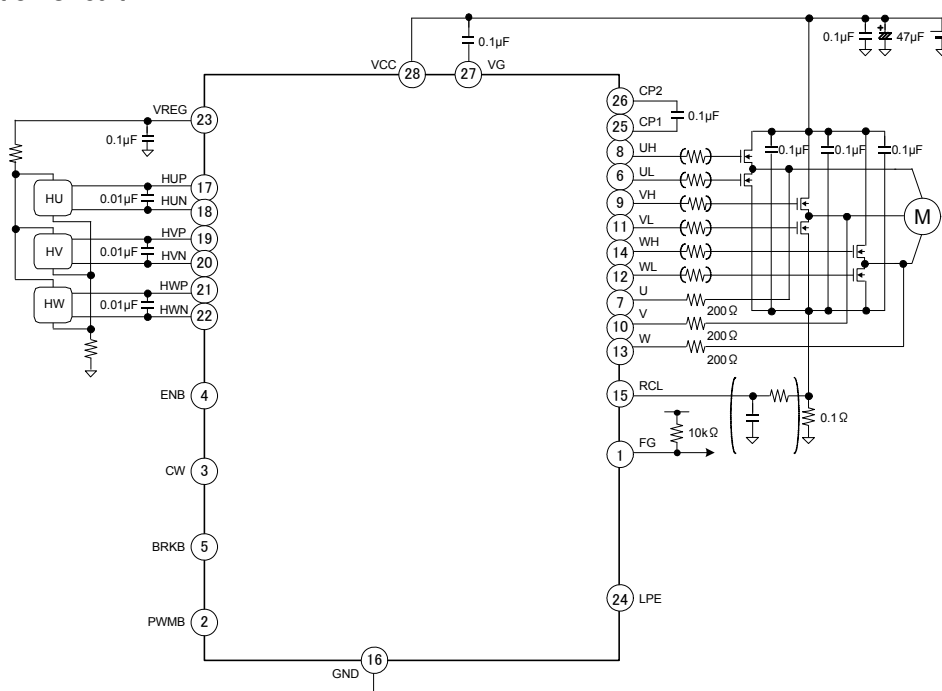 0.1µF
0.1µF
47µF
VCC
28
27
VG
VREG
23
0.1µF
26
CP2
25
CP1
0.1µF
8
UH
6
UL
9
VH
11
VL
14
WH
12
WL
7
U
200Ω
10
V
200Ω
13
W
200Ω
0.1µF
0.1µF
0.1µF
M
HU
HUP
17
0.01µF
HUN
18
HV
HVP
19
0.01µF
HVN
20
HW
HWP
21
0.01µF
HWN
22
ENB
4
15
RCL
0.1Ω
10kΩ
1
FG
CW
3
BRKB
5
24
LPE
PWMB
2
16
GND